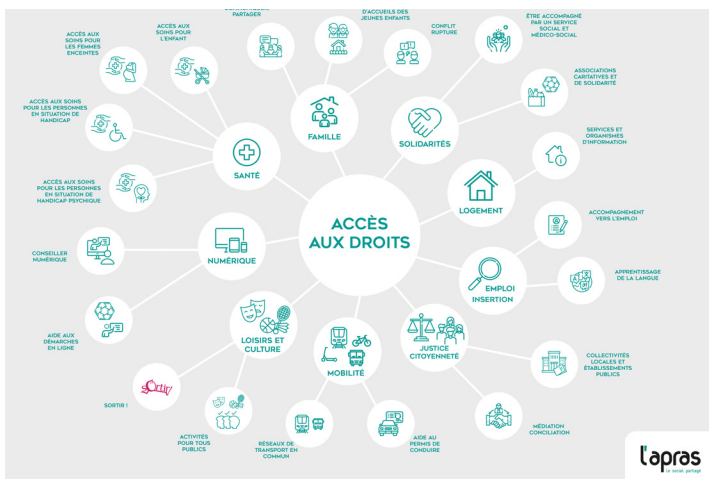 PARTAGER
D'ACCUEILS DES
JEUNES ENFANTS
CONFLIT
RUPTURE
ÊTRE ACCOMPAGNÉ
PAR UN SERVICE
SOCIAL ET
MÉDICO-SOCIAL
ACCÈS AUX
SOINS POUR
LES FEMMES
ENCEINTES
ACCÈS AUX
SOINS POUR
L'ENFANT
ASSOCIATIONS
CARITATIVES ET
DE SOLIDARITÉ
ACCÈS AUX SOINS
POUR LES PERSONNES
EN SITUATION DE
HANDICAP
FAMILLE
SOLIDARITÉS
SERVICES ET
ORGANISMES
D'INFORMATION
SANTÉ
ACCÈS AUX SOINS
POUR LES PERSONNES
EN SITUATION DE
HANDICAP PSYCHIQUE
LOGEMENT
ACCÈS
AUX DROITS
ACCOMPAGNEMENT
VERS L'EMPLOI
CONSEILLER
NUMÉRIQUE
NUMÉRIQUE
EMPLOI
INSERTION
APPRENTISSAGE
DE LA LANGUE
AIDE AUX
DÉMARCHES
EN LIGNE
LOISIRS ET
CULTURE
MOBILITÉ
JUSTICE
CITOYENNETÉ
COLLECTIVITÉS
LOCALES ET
ÉTABLISSEMENTS
PUBLICS
Sortir!
SORTIR !
ACTIVITÉS
POUR TOUS
PUBLICS
RÉSEAUX DE
TRANSPORT EN
COMMUN
AIDE AU
PERMIS DE
CONDUIRE
MÉDIATION
CONCILIATION
l'apras
le social partagé